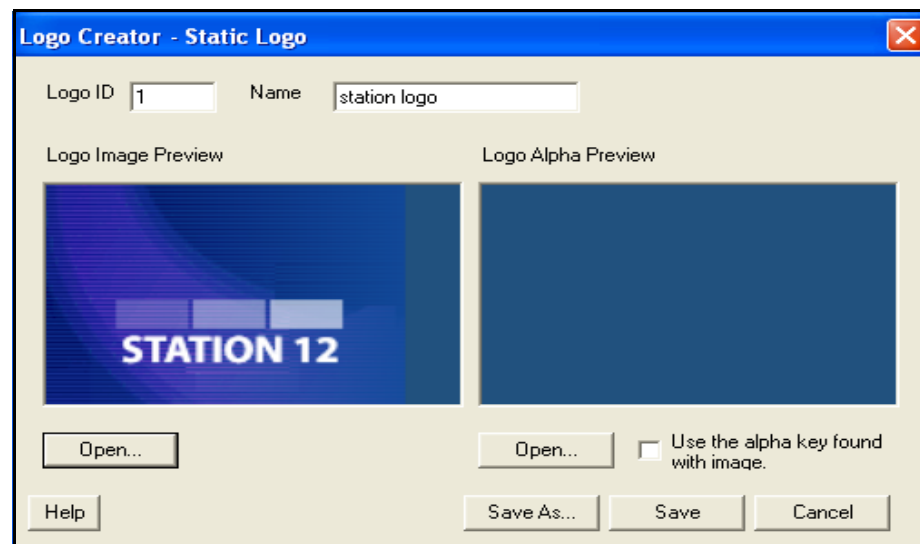 Logo Creator - Static Logo
Logo ID 1 Name station logo
Logo Image Preview Logo Alpha Preview
STATION 12
Open... Open... Use the alpha key found
with image.
Help Save As... Save Cancel